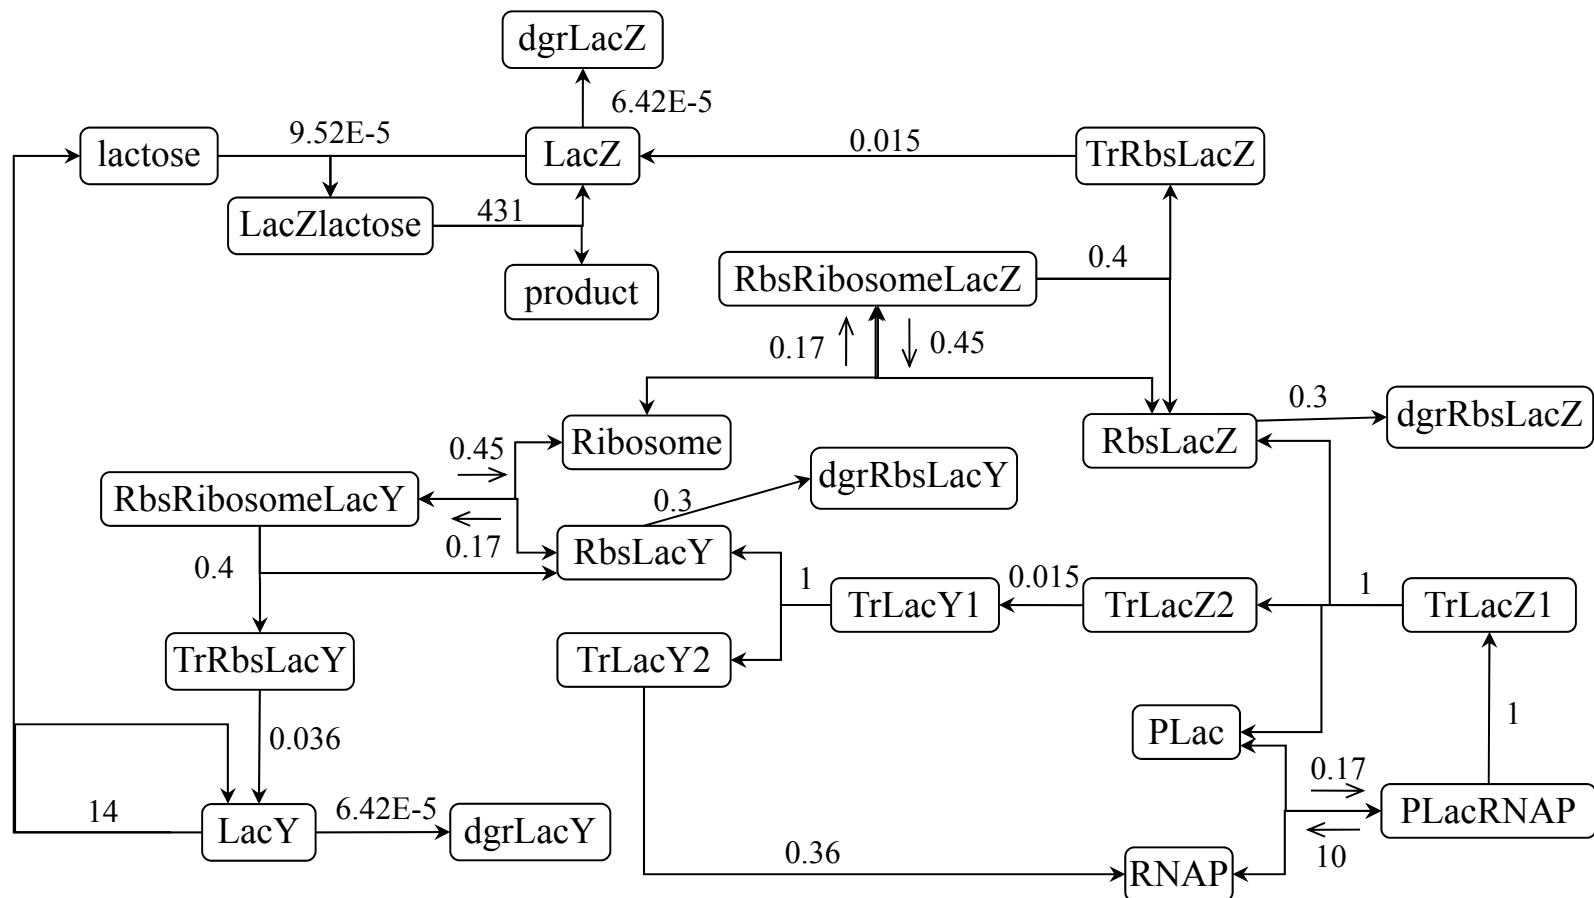 dgrLacZ
6.42E-5
9.52E-5
lactose
LacZ
0.015
TrRbsLacZ
LacZlactose
431
product
RbsRibosomeLacZ
0.4
0.17
0.45
Ribosome
RbsLacZ
0.3
dgrRbsLacZ
0.45
RbsRibosomeLacY
0.17
0.3
dgrRbsLacY
RbsLacY
0.4
1
TrLacY1
0.015
TrLacZ2
1
TrLacZ1
TrRbsLacY
TrLacY2
0.036
PLac
1
0.17
PLacRNAP
10
14
LacY
6.42E-5
dgrLacY
0.36
RNAP